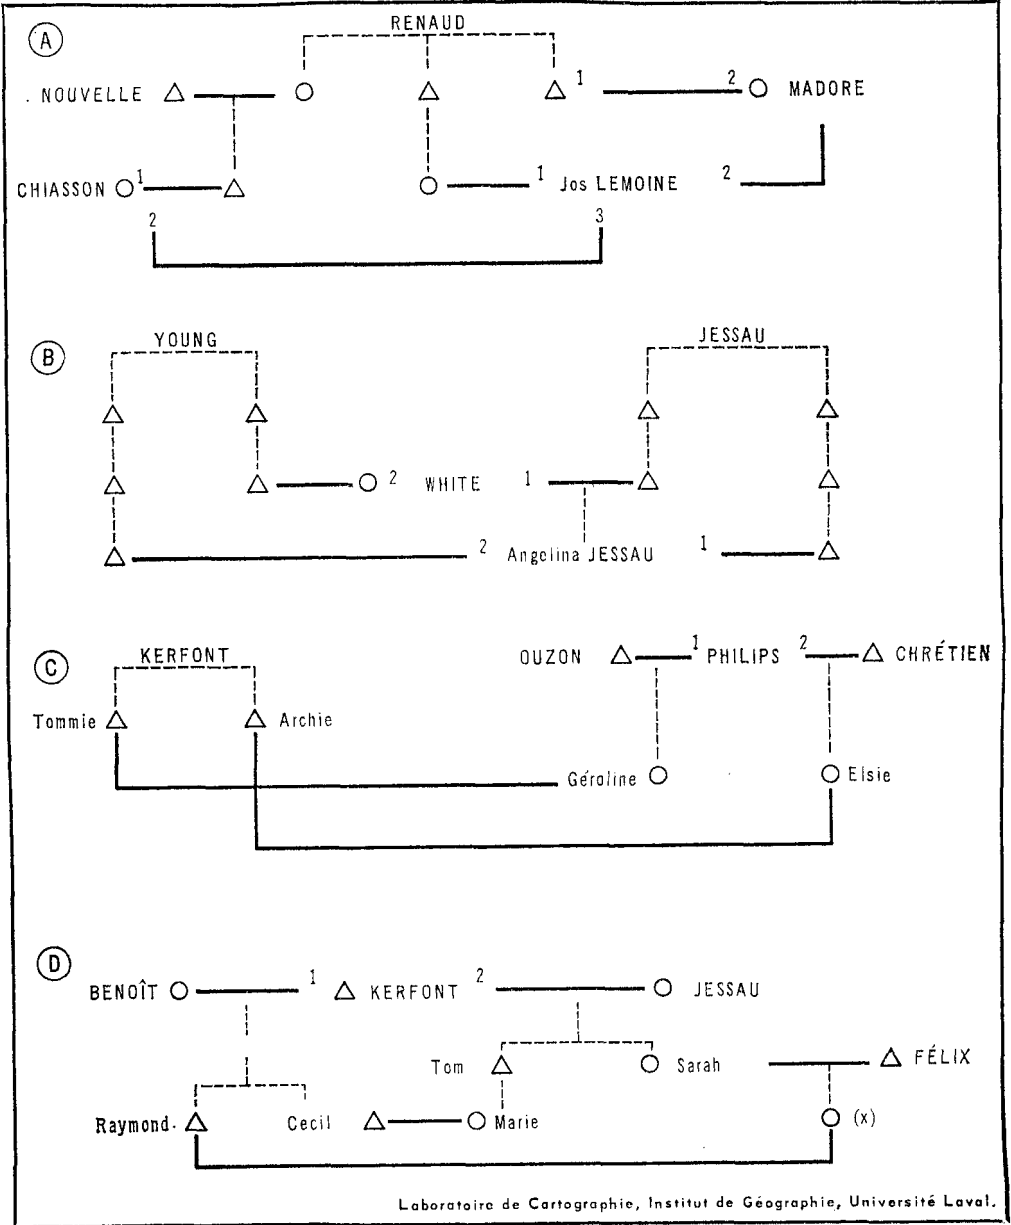 A
RENAUD
. NOUVELLE 1 2 MADORE
CHIASSON 1 1 Jos LEMOINE 2
2 3
B
YOUNG JESSAU
2 WHITE 1
2 Angelina JESSAU 1
C
KERFONT OUZON 1 PHILIPS 2 CHRÉTIEN
Tommie Archie
Géraline Elsie
D
BENOÎT 1 KERFONT 2 JESSAU
Tom Sarah FÉLIX
Raymond. Cecil Marie (x)
Laboratoire de Cartographie, Institut de Géographie, Université Laval.